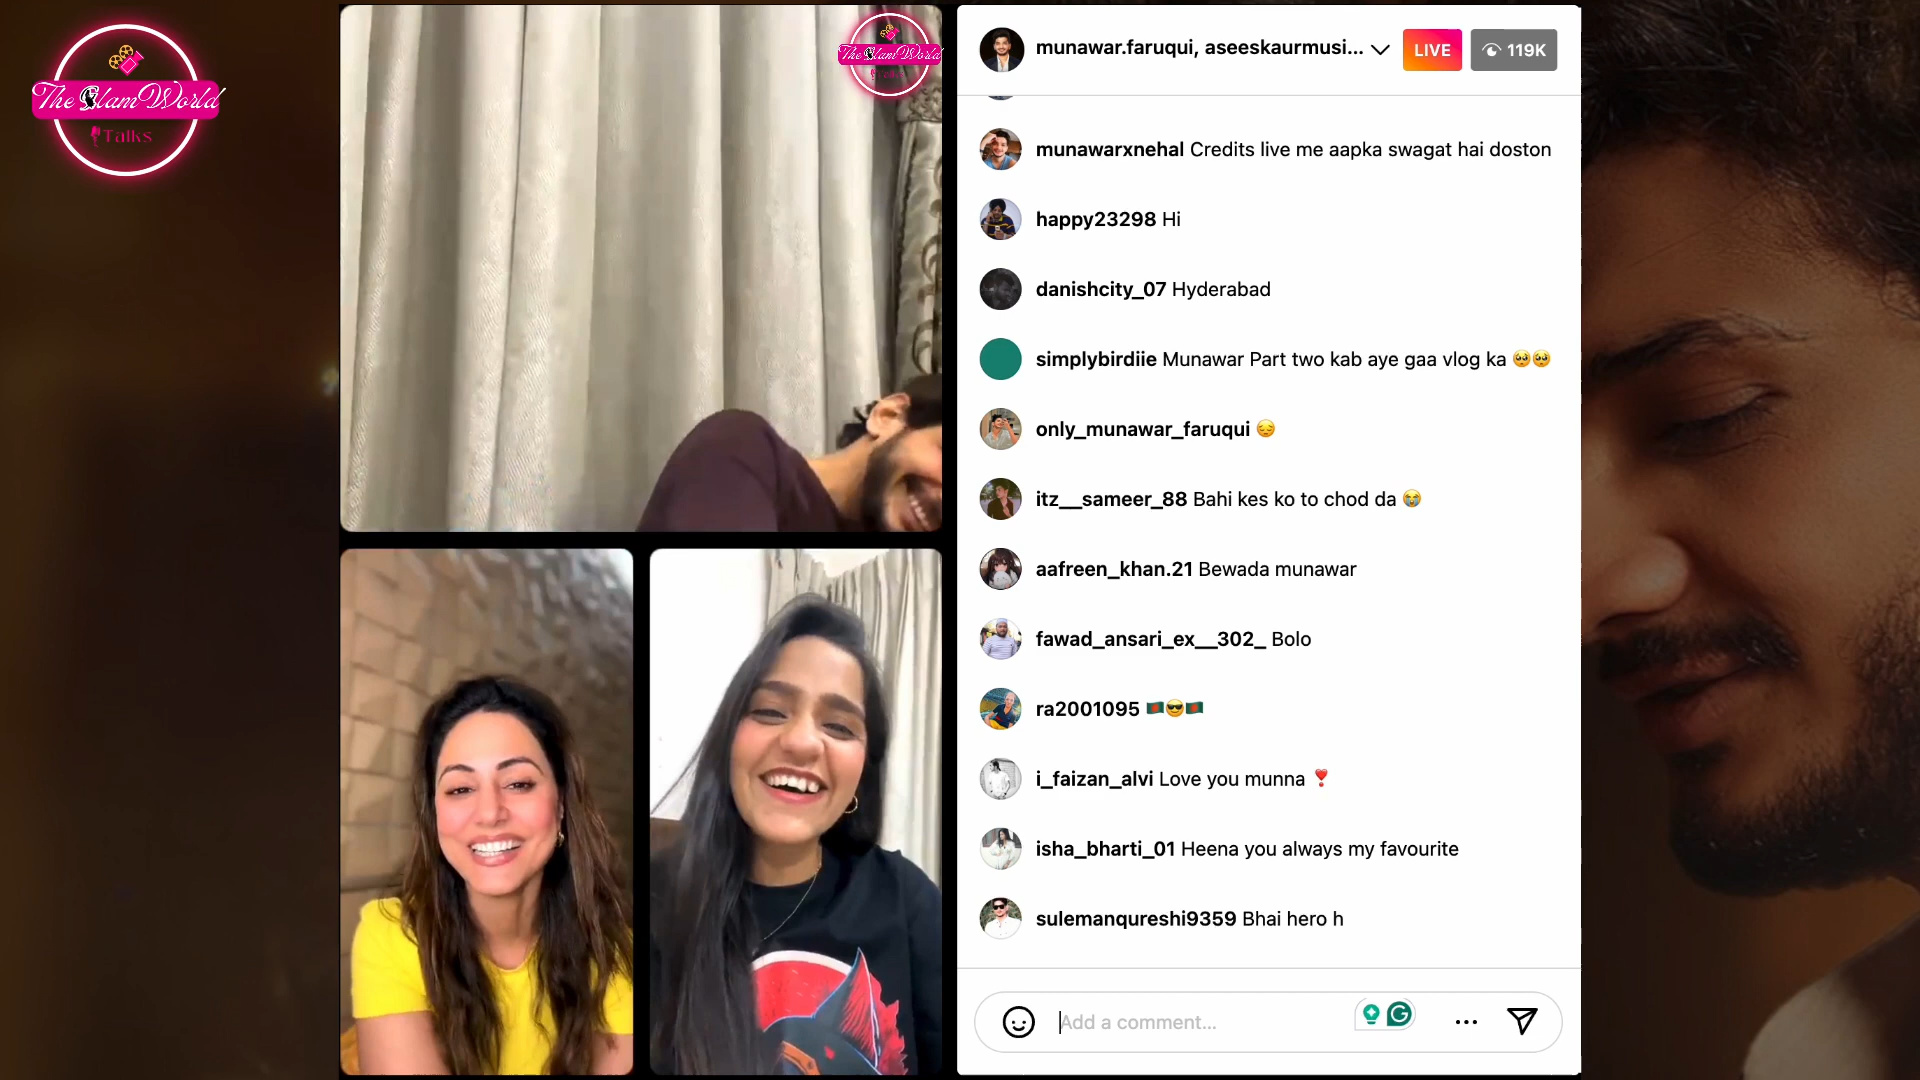 The Glam World
Talks
The Glam World
munawar.faruqui, aseeskaurmusi...
LIVE
119K
munawarxnehal Credits live me aapka swagat hai doston
happy23298 Hi
danishcity_07 Hyderabad
simplybirdiie Munawar Part two kab aye gaa vlog ka 🥺🥺
only_munawar_faruqui 😔
itz__sameer_88 Bahi kes ko to chod da 😭
aafreen_khan.21 Bewada munawar
fawad_ansari_ex__302_ Bolo
ra2001095 🇧🇩😎🇧🇩
i_faizan_alvi Love you munna ❣️
isha_bharti_01 Heena you always my favourite
sulemanqureshi9359 Bhai hero h
Add a comment...